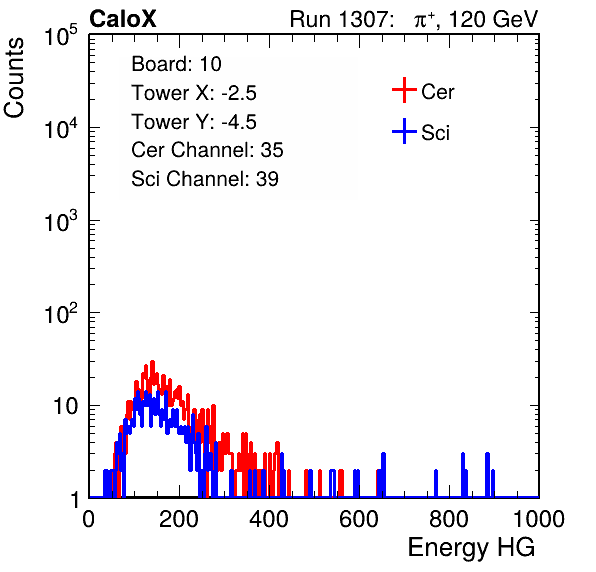 CaloX Run 1307: π⁺, 120 GeV
Counts
Board: 10
Tower X: -2.5
Tower Y: -4.5
Cer Channel: 35
Sci Channel: 39
Cer
Sci
10⁵
10⁴
10³
10²
10
1
0 200 400 600 800 1000
Energy HG